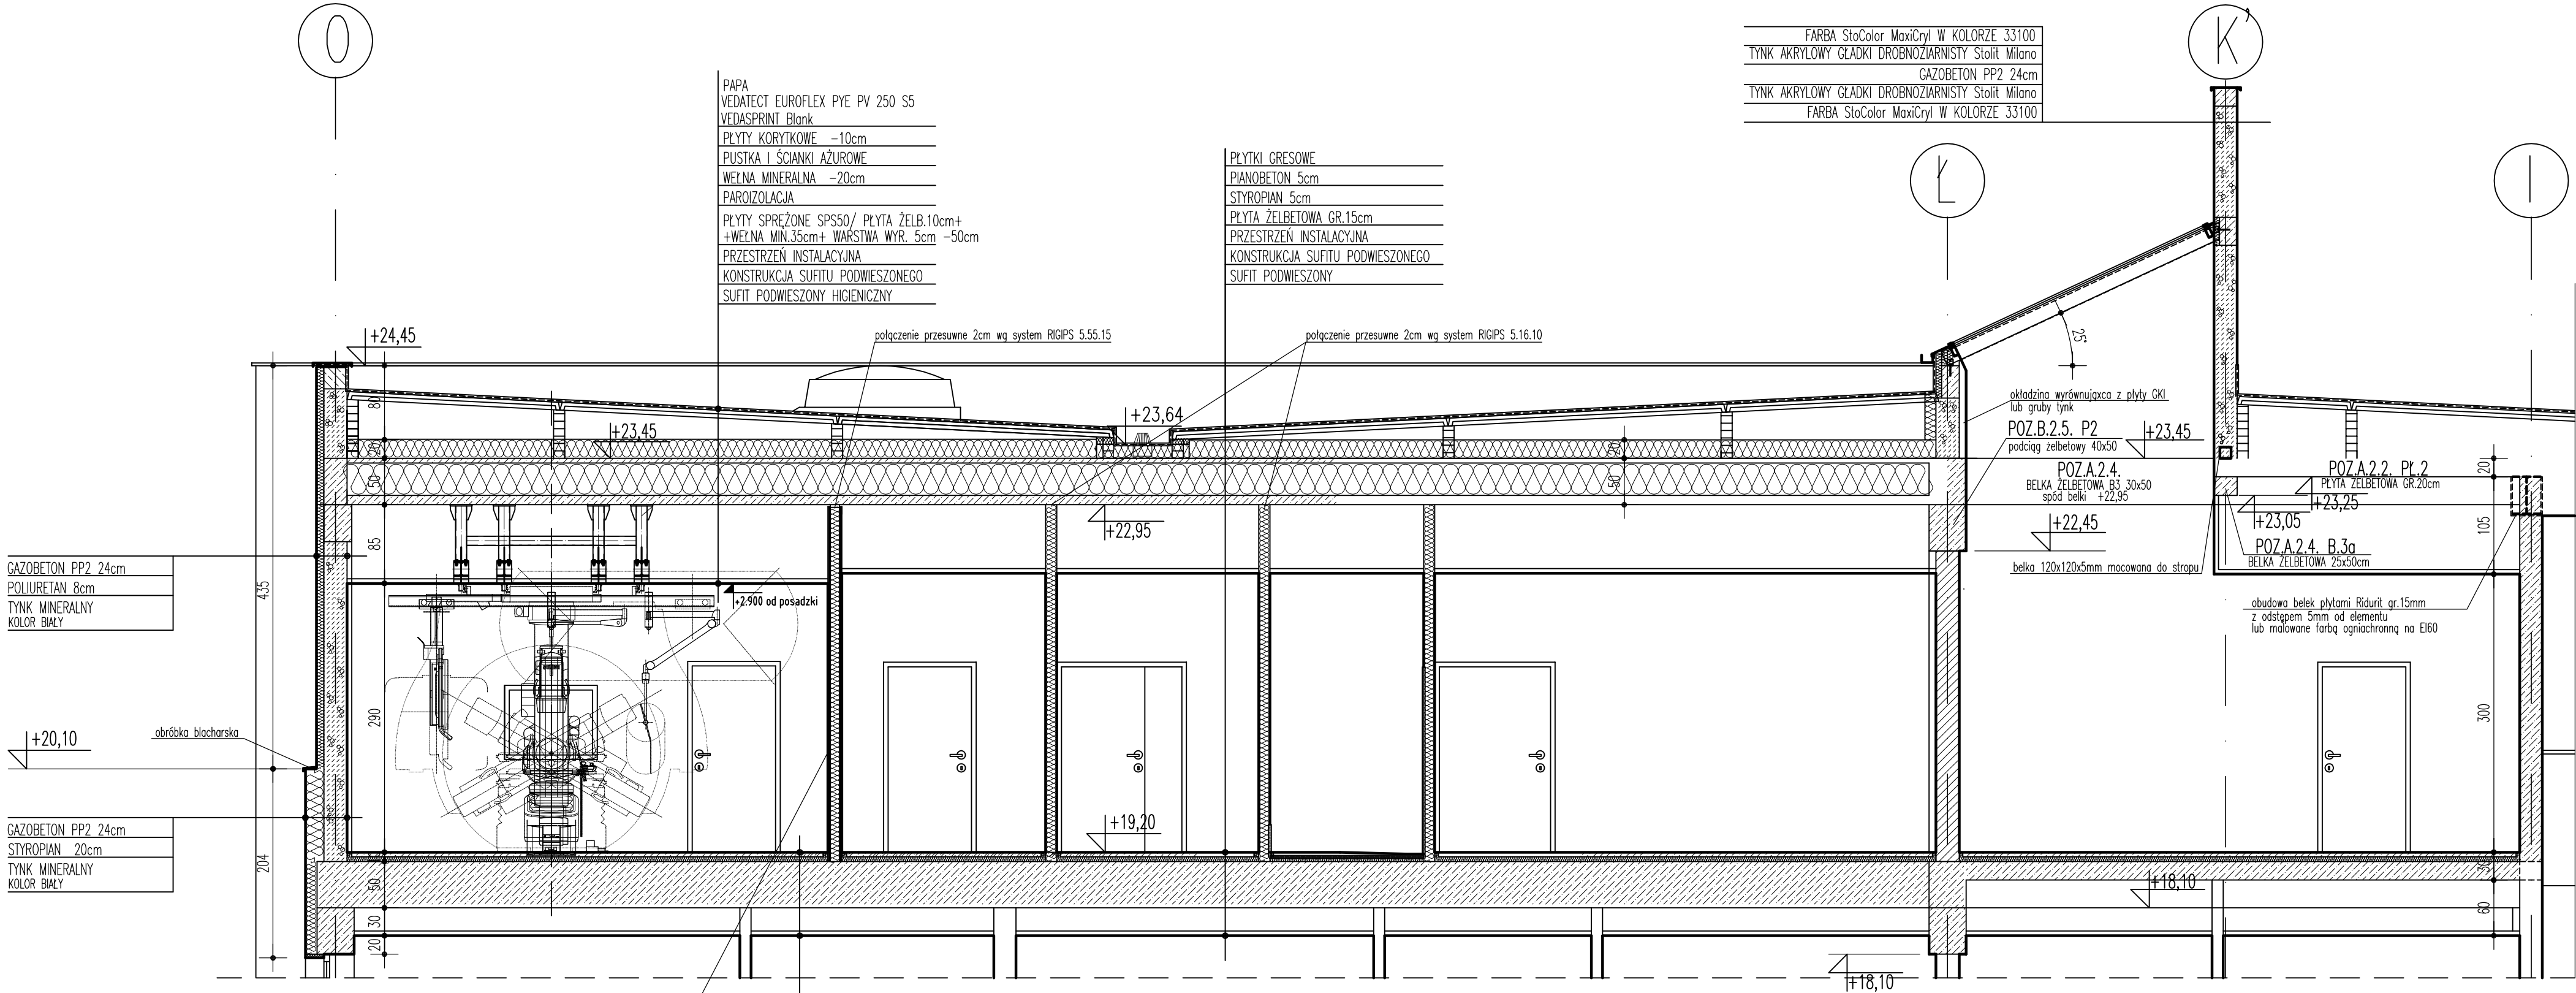 O
K'
Ł
I
FARBA StoColor MaxiCryl W KOLORZE 33100
TYNK AKRYLOWY GŁADKI DROBNOZIARNISTY Stolit Milano
GAZOBETON PP2 24cm
TYNK AKRYLOWY GŁADKI DROBNOZIARNISTY Stolit Milano
FARBA StoColor MaxiCryl W KOLORZE 33100
PAPA
VEDATECT EUROFLEX PYE PV 250 S5
VEDASPRINT Blank
PŁYTY KORYTKOWE -10cm
PUSTKA I ŚCIANKI AŻUROWE
WEŁNA MINERALNA -20cm
PAROIZOLACJA
PŁYTY SPRĘŻONE SPS50/ PŁYTA ŻELB.10cm+
+WEŁNA MIN.35cm+ WARSTWA WYR. 5cm -50cm
PRZESTRZEŃ INSTALACYJNA
KONSTRUKCJA SUFITU PODWIESZONEGO
SUFIT PODWIESZONY HIGIENICZNY
PŁYTKI GRESOWE
PIANOBETON 5cm
STYROPIAN 5cm
PŁYTA ŻELBETOWA GR.15cm
PRZESTRZEŃ INSTALACYJNA
KONSTRUKCJA SUFITU PODWIESZONEGO
SUFIT PODWIESZONY
+24,45
połączenie przesuwne 2cm wg system RIGIPS 5.55.15
połączenie przesuwne 2cm wg system RIGIPS 5.16.10
25°
80
+23,45
20
50
+23,64
20
50
+22,95
okładzina wyrównująxca z płyty GKI
lub gruby tynk
POZ.B.2.5. P2
podciąg żelbetowy 40x50
+23,45
POZ.A.2.4.
BELKA ŻELBETOWA B3 30x50
spód belki +22,95
+22,45
belka 120x120x5mm mocowana do stropu
POZ.A.2.2. PŁ.2
PŁYTA ŻELBETOWA GR.20cm
+23,25
+23,05
POZ.A.2.4. B.3a
BELKA ŻELBETOWA 25x50cm
20
105
obudowa belek płytami Ridurit gr.15mm
z odstępem 5mm od elementu
lub malowane farbą ogniachronną na EI60
85
+2.900 od posadzki
GAZOBETON PP2 24cm
POLIURETAN 8cm
TYNK MINERALNY
KOLOR BIAŁY
435
290
300
+20,10
obróbka blacharska
GAZOBETON PP2 24cm
STYROPIAN 20cm
TYNK MINERALNY
KOLOR BIAŁY
204
+19,20
50
30
20
30
60
+18,10
+18,10